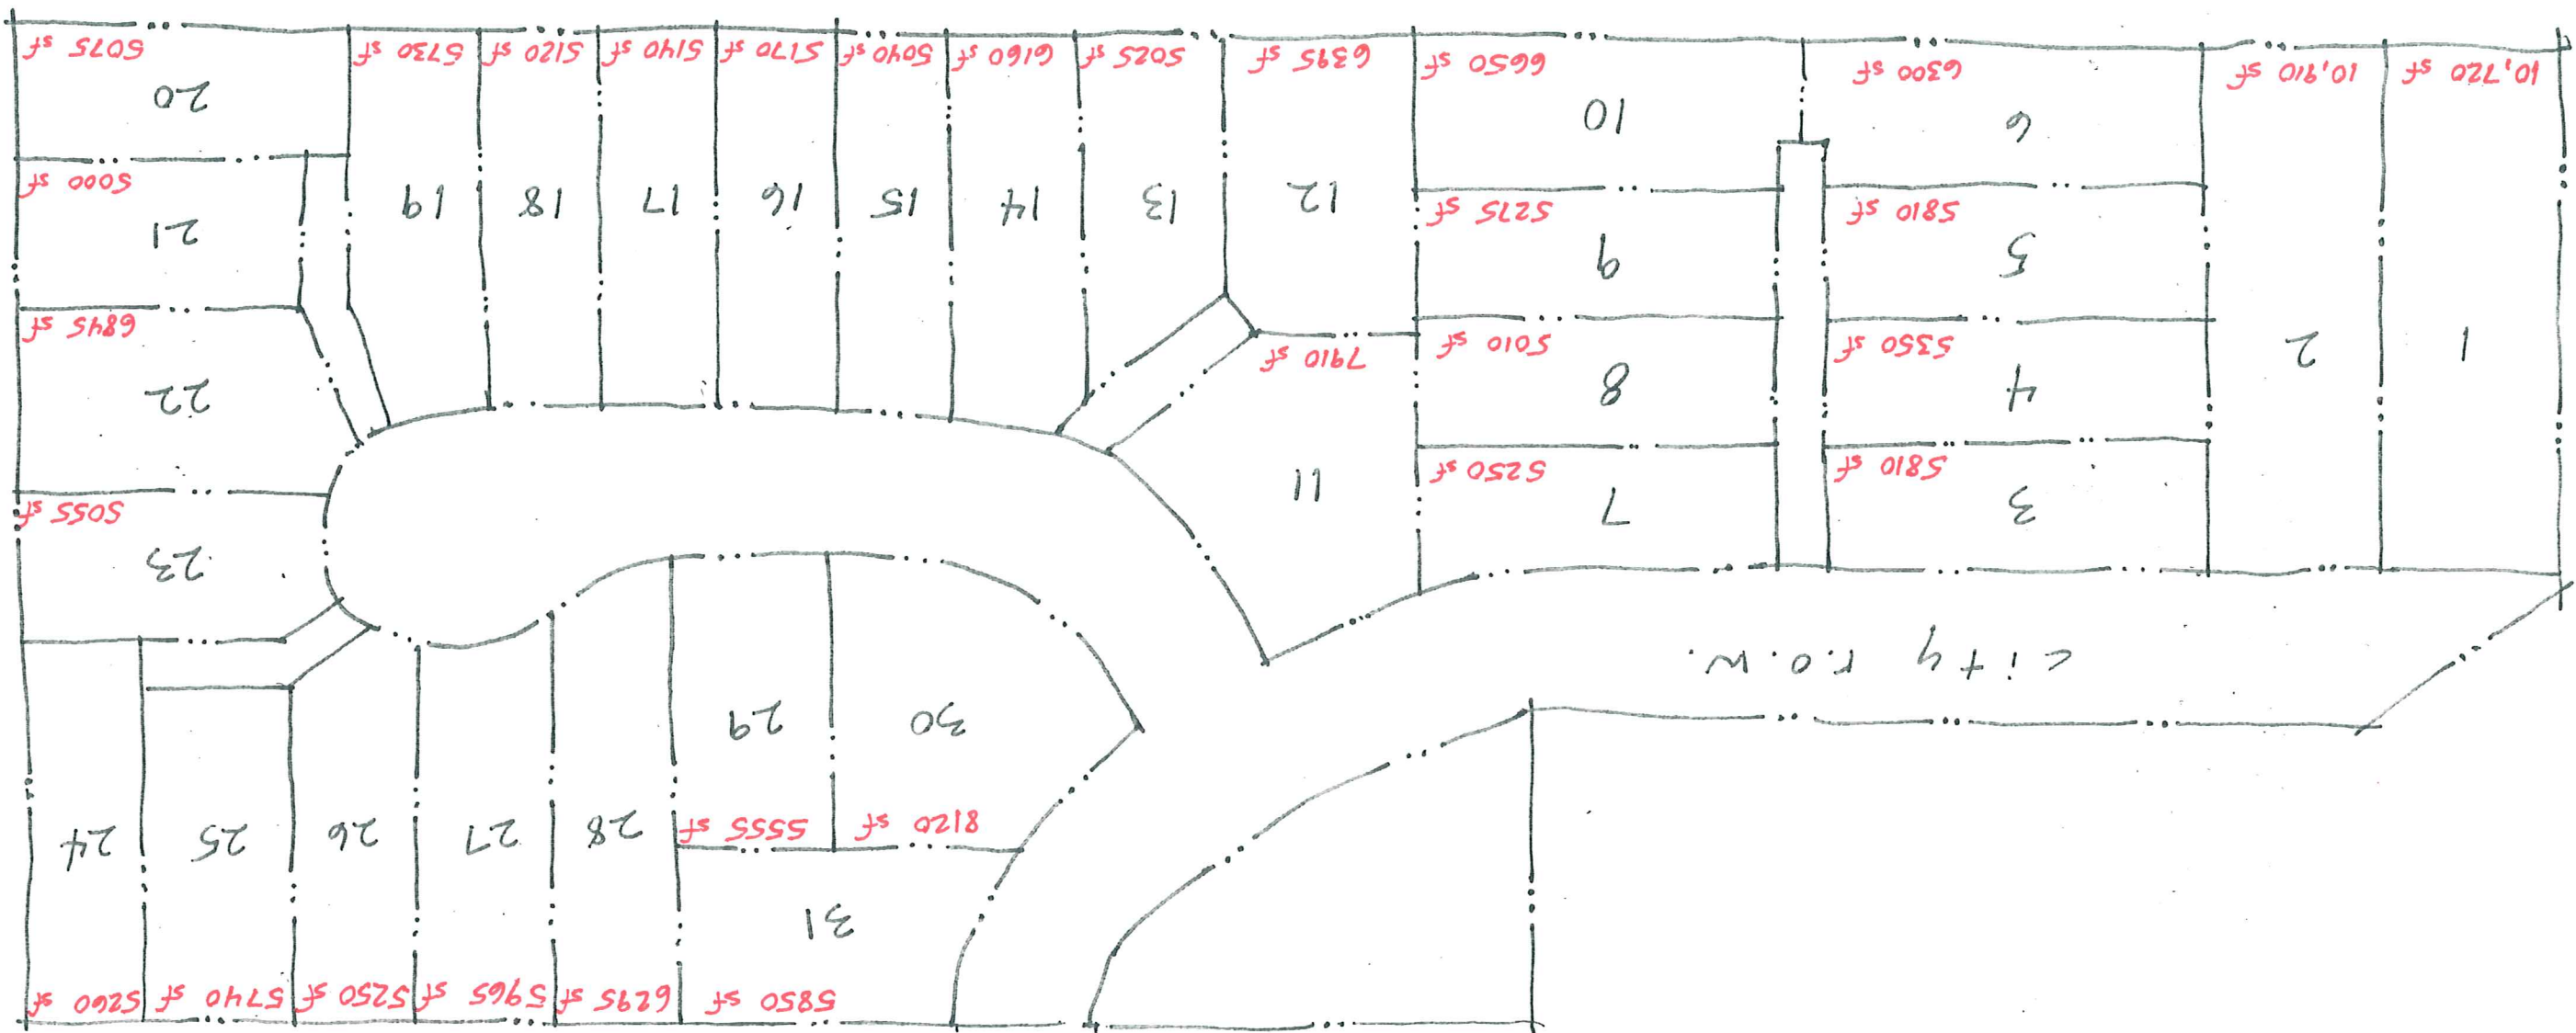 5850 sf
6295 sf
5965 sf
5250 sf
5740 sf
5260 sf
31
8120 sf
5555 sf
28
27
26
25
24
30
29
city r.o.w.
23
3
7
11
5055 sf
5810 sf
5250 sf
4
8
22
1
2
5350 sf
5010 sf
7910 sf
6845 sf
5
9
21
5810 sf
5275 sf
12
13
14
15
16
17
18
19
5000 sf
6
10
20
10,720 sf
10,910 sf
6300 sf
6650 sf
6395 sf
5025 sf
6160 sf
5040 sf
5170 sf
5140 sf
5120 sf
5730 sf
5075 sf